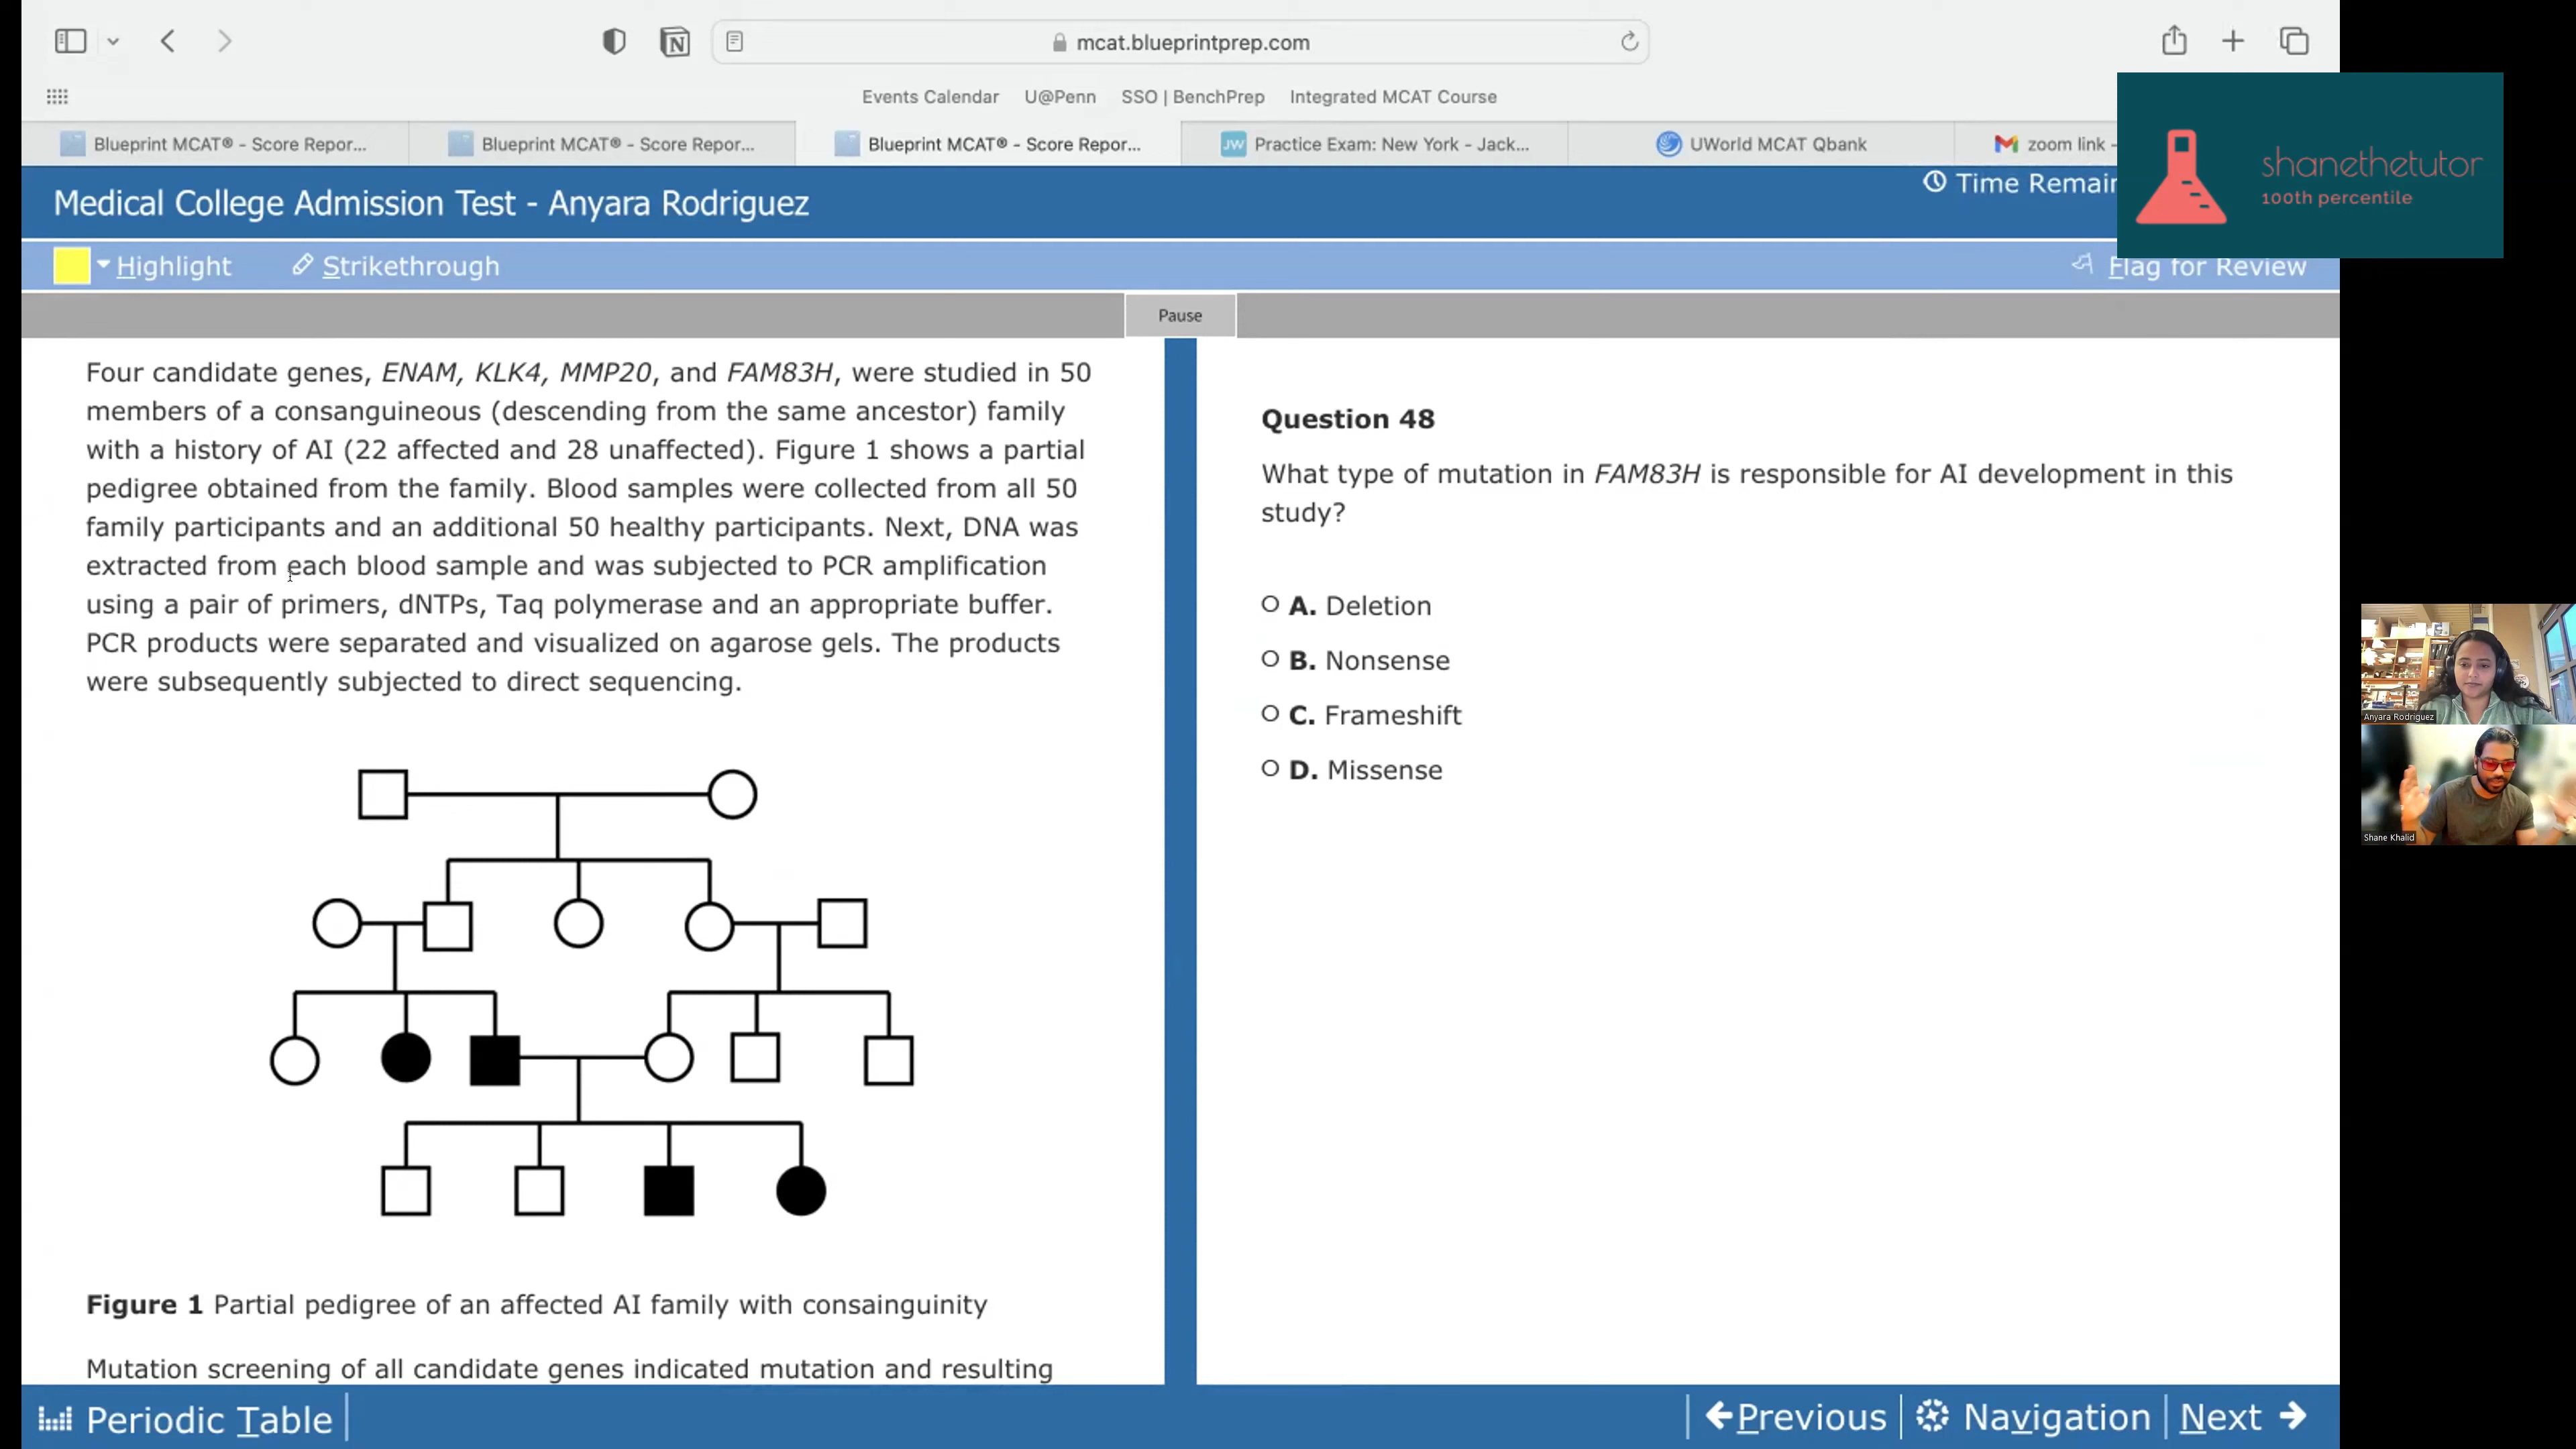 mcat.blueprintprep.com
Events Calendar U@Penn SSO | BenchPrep Integrated MCAT Course
Blueprint MCAT® - Score Repor...
Blueprint MCAT® - Score Repor...
Blueprint MCAT® - Score Repor...
JW Practice Exam: New York - Jack...
UWorld MCAT Qbank
zoom link -
shanethetutor
100th percentile
Medical College Admission Test - Anyara Rodriguez
Time Remain
Highlight
Strikethrough
Flag for Review
Pause
Four candidate genes, ENAM, KLK4, MMP20, and FAM83H, were studied in 50
members of a consanguineous (descending from the same ancestor) family
with a history of AI (22 affected and 28 unaffected). Figure 1 shows a partial
pedigree obtained from the family. Blood samples were collected from all 50
family participants and an additional 50 healthy participants. Next, DNA was
extracted from each blood sample and was subjected to PCR amplification
using a pair of primers, dNTPs, Taq polymerase and an appropriate buffer.
PCR products were separated and visualized on agarose gels. The products
were subsequently subjected to direct sequencing.
Figure 1 Partial pedigree of an affected AI family with consainguinity
Mutation screening of all candidate genes indicated mutation and resulting
Question 48
What type of mutation in FAM83H is responsible for AI development in this
study?
A. Deletion
B. Nonsense
C. Frameshift
D. Missense
Anyara Rodriguez
Shane Khalid
Periodic Table
Previous
Navigation
Next